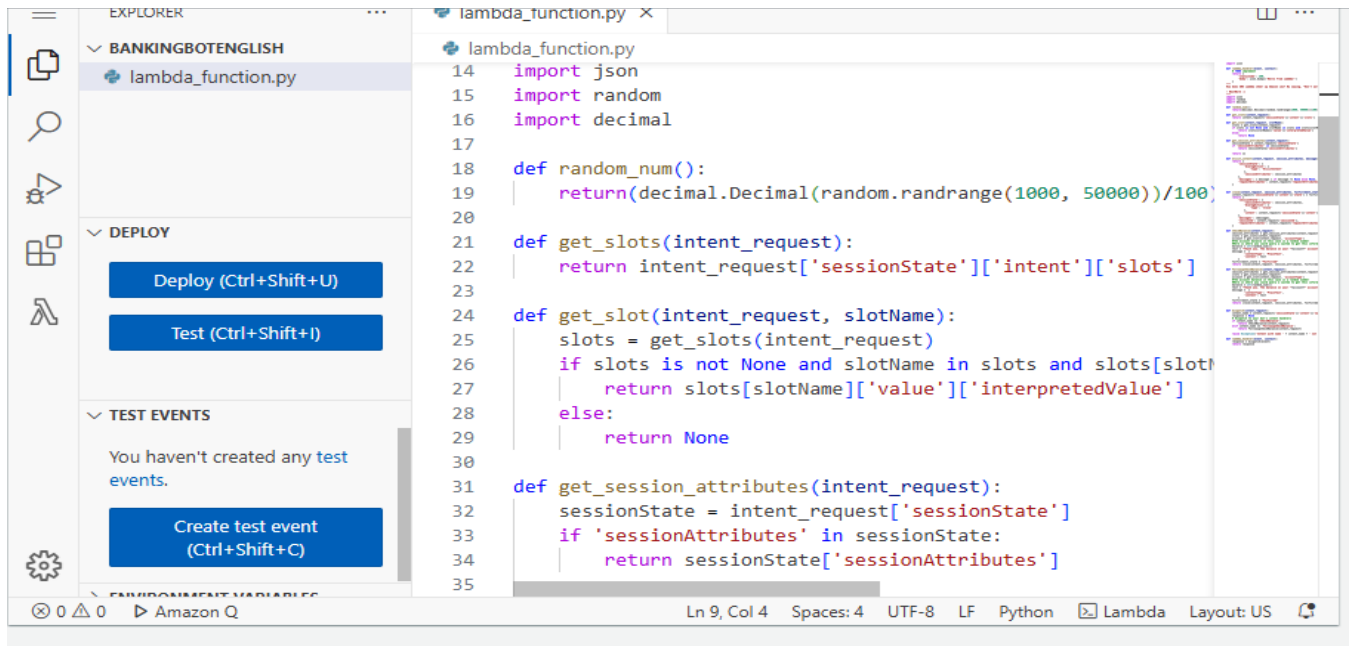 EXPLORER ···
lambda_function.py ×
BANKINGBOTENGLISH
lambda_function.py
DEPLOY
Deploy (Ctrl+Shift+U)
Test (Ctrl+Shift+I)
TEST EVENTS
You haven't created any test
events.
Create test event
(Ctrl+Shift+C)
ENVIRONMENT VARIABLES
lambda_function.py
14 import json
15 import random
16 import decimal
17
18 def random_num():
19     return(decimal.Decimal(random.randrange(1000, 50000))/100)
20
21 def get_slots(intent_request):
22     return intent_request['sessionState']['intent']['slots']
23
24 def get_slot(intent_request, slotName):
25     slots = get_slots(intent_request)
26     if slots is not None and slotName in slots and slots[slotN
27         return slots[slotName]['value']['interpretedValue']
28     else:
29         return None
30
31 def get_session_attributes(intent_request):
32     sessionState = intent_request['sessionState']
33     if 'sessionAttributes' in sessionState:
34         return sessionState['sessionAttributes']
35
0 0 Amazon Q Ln 9, Col 4 Spaces: 4 UTF-8 LF Python Lambda Layout: US